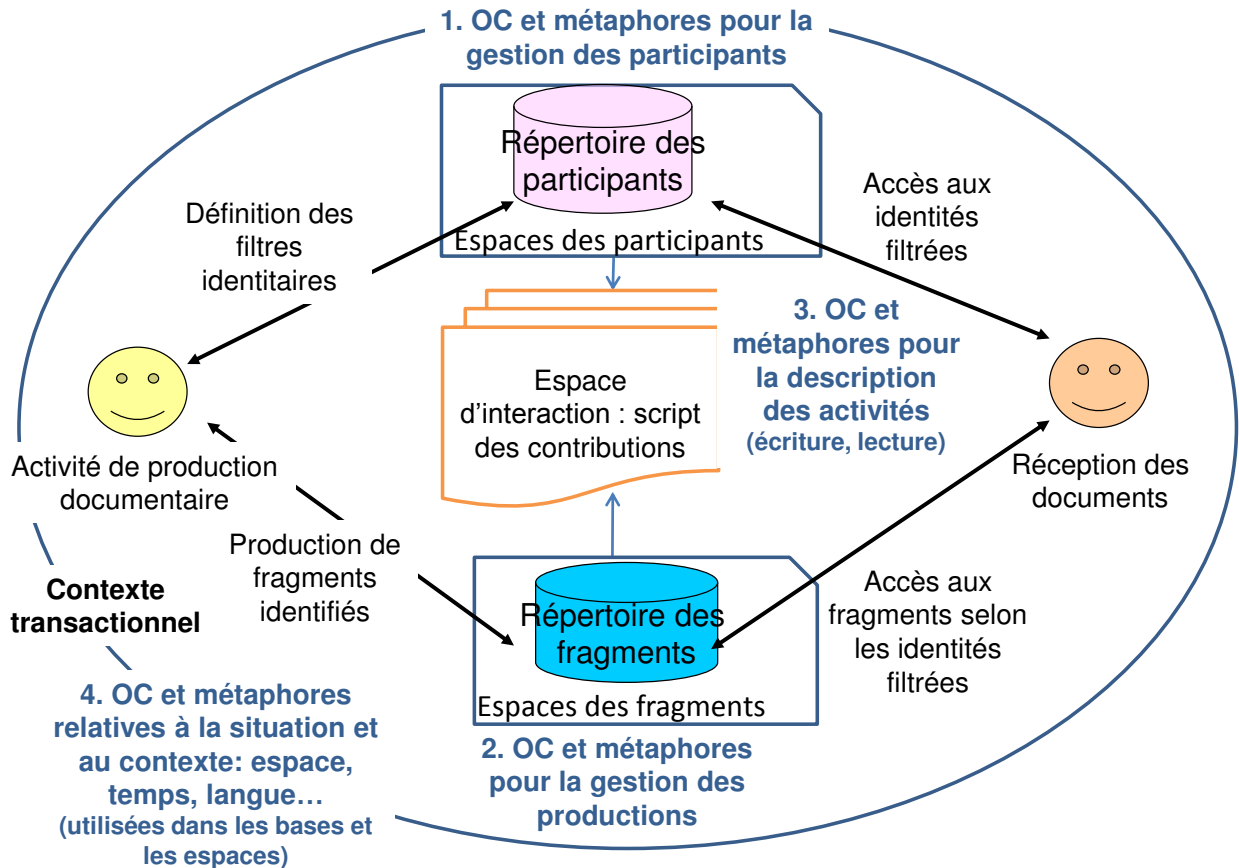 1. OC et métaphores pour la
gestion des participants
Répertoire des
participants
Espaces des participants
Définition des
filtres
identitaires
Accès aux
identités
filtrées
3. OC et
métaphores pour
la description
des activités
(écriture, lecture)
Espace
d’interaction : script
des contributions
Activité de production
documentaire
Réception des
documents
Production de
fragments
identifiés
Contexte
transactionnel
Répertoire des
fragments
Espaces des fragments
Accès aux
fragments selon
les identités
filtrées
4. OC et métaphores
relatives à la situation et
au contexte: espace,
temps, langue…
(utilisées dans les bases et
les espaces)
2. OC et métaphores
pour la gestion des
productions